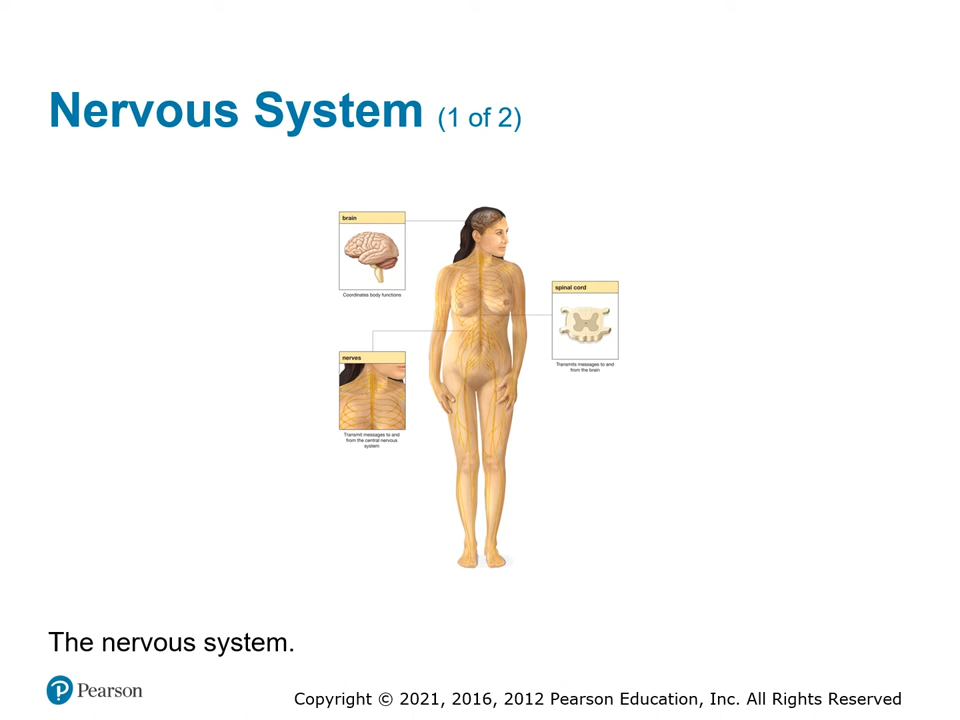 Nervous System (1 of 2)
brain
Coordinates body functions
spinal cord
Transmits messages to and
from the brain
nerves
Transmit messages to and
from the central nervous
system
The nervous system.
Pearson
Copyright © 2021, 2016, 2012 Pearson Education, Inc. All Rights Reserved